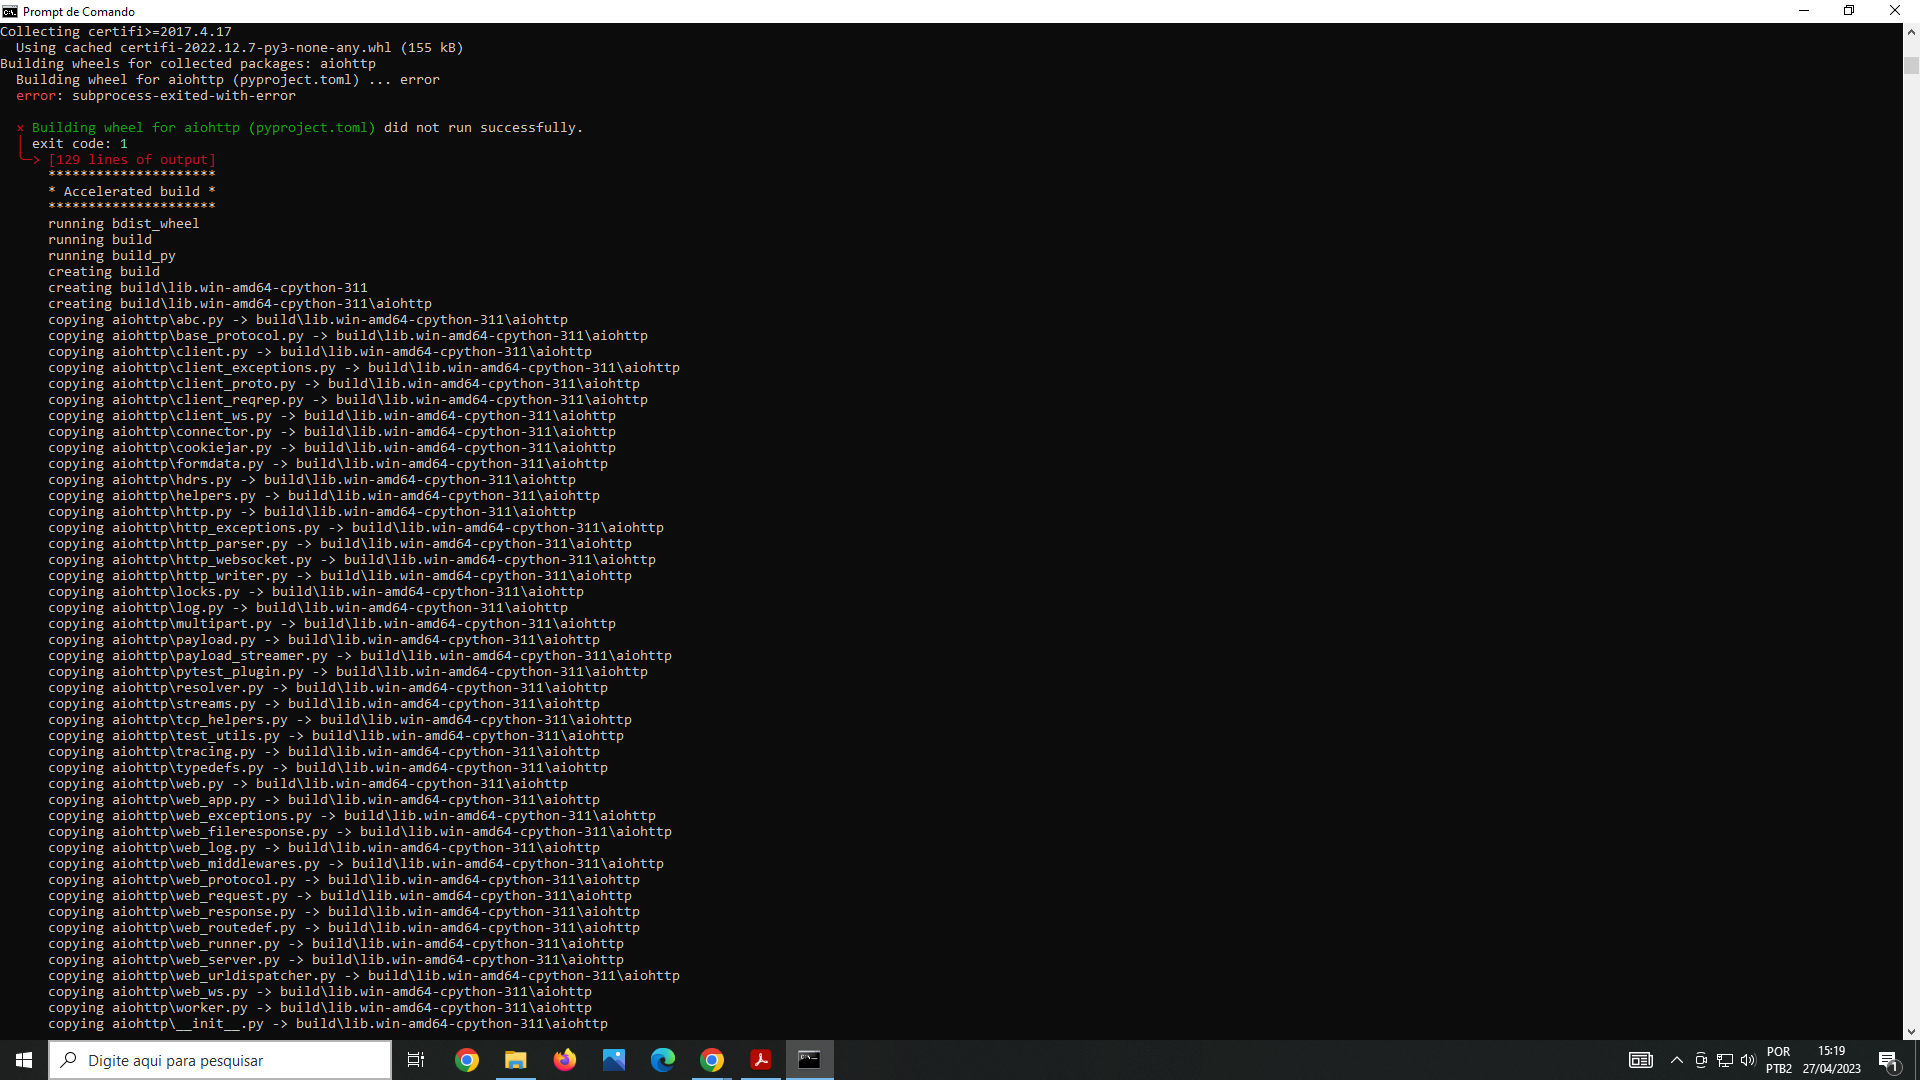 Prompt de Comando
Collecting certifi>=2017.4.17
Using cached certifi-2022.12.7-py3-none-any.whl (155 kB)
Building wheels for collected packages: aiohttp
Building wheel for aiohttp (pyproject.toml) ... error
error: subprocess-exited-with-error
× Building wheel for aiohttp (pyproject.toml) did not run successfully.
│ exit code: 1
╰─> [129 lines of output]
*********************
* Accelerated build *
*********************
running bdist_wheel
running build
running build_py
creating build
creating build\lib.win-amd64-cpython-311
creating build\lib.win-amd64-cpython-311\aiohttp
copying aiohttp\abc.py -> build\lib.win-amd64-cpython-311\aiohttp
copying aiohttp\base_protocol.py -> build\lib.win-amd64-cpython-311\aiohttp
copying aiohttp\client.py -> build\lib.win-amd64-cpython-311\aiohttp
copying aiohttp\client_exceptions.py -> build\lib.win-amd64-cpython-311\aiohttp
copying aiohttp\client_proto.py -> build\lib.win-amd64-cpython-311\aiohttp
copying aiohttp\client_reqrep.py -> build\lib.win-amd64-cpython-311\aiohttp
copying aiohttp\client_ws.py -> build\lib.win-amd64-cpython-311\aiohttp
copying aiohttp\connector.py -> build\lib.win-amd64-cpython-311\aiohttp
copying aiohttp\cookiejar.py -> build\lib.win-amd64-cpython-311\aiohttp
copying aiohttp\formdata.py -> build\lib.win-amd64-cpython-311\aiohttp
copying aiohttp\hdrs.py -> build\lib.win-amd64-cpython-311\aiohttp
copying aiohttp\helpers.py -> build\lib.win-amd64-cpython-311\aiohttp
copying aiohttp\http.py -> build\lib.win-amd64-cpython-311\aiohttp
copying aiohttp\http_exceptions.py -> build\lib.win-amd64-cpython-311\aiohttp
copying aiohttp\http_parser.py -> build\lib.win-amd64-cpython-311\aiohttp
copying aiohttp\http_websocket.py -> build\lib.win-amd64-cpython-311\aiohttp
copying aiohttp\http_writer.py -> build\lib.win-amd64-cpython-311\aiohttp
copying aiohttp\locks.py -> build\lib.win-amd64-cpython-311\aiohttp
copying aiohttp\log.py -> build\lib.win-amd64-cpython-311\aiohttp
copying aiohttp\multipart.py -> build\lib.win-amd64-cpython-311\aiohttp
copying aiohttp\payload.py -> build\lib.win-amd64-cpython-311\aiohttp
copying aiohttp\payload_streamer.py -> build\lib.win-amd64-cpython-311\aiohttp
copying aiohttp\pytest_plugin.py -> build\lib.win-amd64-cpython-311\aiohttp
copying aiohttp\resolver.py -> build\lib.win-amd64-cpython-311\aiohttp
copying aiohttp\streams.py -> build\lib.win-amd64-cpython-311\aiohttp
copying aiohttp\tcp_helpers.py -> build\lib.win-amd64-cpython-311\aiohttp
copying aiohttp\test_utils.py -> build\lib.win-amd64-cpython-311\aiohttp
copying aiohttp\tracing.py -> build\lib.win-amd64-cpython-311\aiohttp
copying aiohttp\typedefs.py -> build\lib.win-amd64-cpython-311\aiohttp
copying aiohttp\web.py -> build\lib.win-amd64-cpython-311\aiohttp
copying aiohttp\web_app.py -> build\lib.win-amd64-cpython-311\aiohttp
copying aiohttp\web_exceptions.py -> build\lib.win-amd64-cpython-311\aiohttp
copying aiohttp\web_fileresponse.py -> build\lib.win-amd64-cpython-311\aiohttp
copying aiohttp\web_log.py -> build\lib.win-amd64-cpython-311\aiohttp
copying aiohttp\web_middlewares.py -> build\lib.win-amd64-cpython-311\aiohttp
copying aiohttp\web_protocol.py -> build\lib.win-amd64-cpython-311\aiohttp
copying aiohttp\web_request.py -> build\lib.win-amd64-cpython-311\aiohttp
copying aiohttp\web_response.py -> build\lib.win-amd64-cpython-311\aiohttp
copying aiohttp\web_routedef.py -> build\lib.win-amd64-cpython-311\aiohttp
copying aiohttp\web_runner.py -> build\lib.win-amd64-cpython-311\aiohttp
copying aiohttp\web_server.py -> build\lib.win-amd64-cpython-311\aiohttp
copying aiohttp\web_urldispatcher.py -> build\lib.win-amd64-cpython-311\aiohttp
copying aiohttp\web_ws.py -> build\lib.win-amd64-cpython-311\aiohttp
copying aiohttp\worker.py -> build\lib.win-amd64-cpython-311\aiohttp
copying aiohttp\__init__.py -> build\lib.win-amd64-cpython-311\aiohttp
Digite aqui para pesquisar
POR
PTB2
15:19
27/04/2023
1